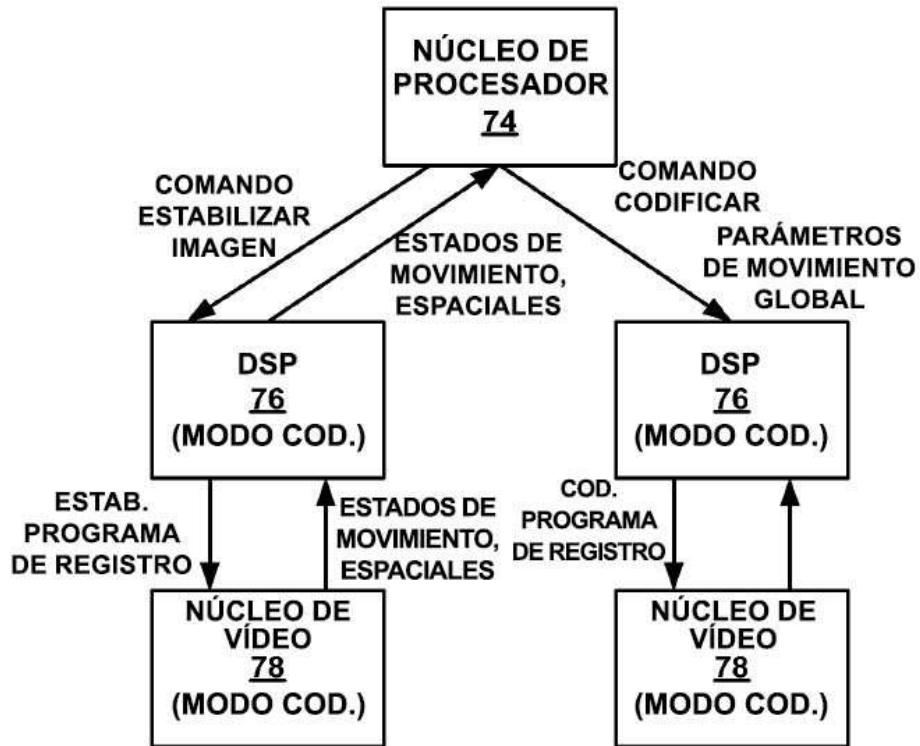 NÚCLEO DE
PROCESADOR
74
COMANDO
ESTABILIZAR
IMAGEN
ESTADOS DE
MOVIMIENTO,
ESPACIALES
COMANDO
CODIFICAR
PARÁMETROS
DE MOVIMIENTO
GLOBAL
DSP
76
(MODO COD.)
DSP
76
(MODO COD.)
ESTAB.
PROGRAMA
DE REGISTRO
ESTADOS DE
MOVIMIENTO,
ESPACIALES
COD.
PROGRAMA
DE REGISTRO
NÚCLEO DE
VÍDEO
78
(MODO COD.)
NÚCLEO DE
VÍDEO
78
(MODO COD.)